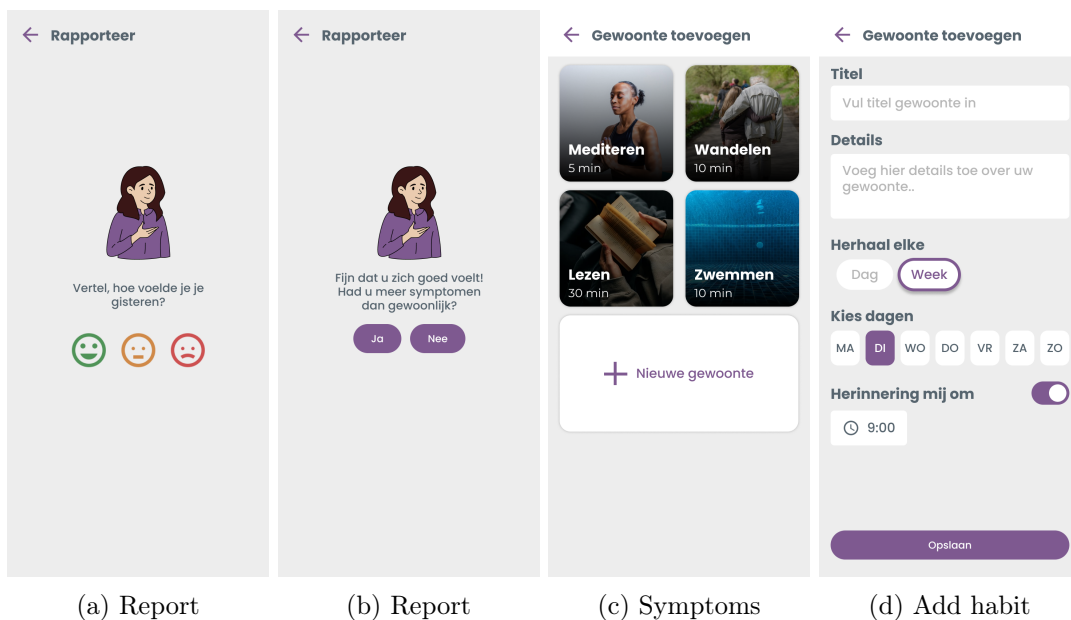 Rapporteer
Vertel, hoe voelde je je
gisteren?
(a) Report
Rapporteer
Fijn dat u zich goed voelt!
Had u meer symptomen
dan gewoonlijk?
Ja Nee
(b) Report
Gewoonte toevoegen
Mediteren
5 min
Wandelen
10 min
Lezen
30 min
Zwemmen
10 min
Nieuwe gewoonte
(c) Symptoms
Gewoonte toevoegen
Titel
Vul titel gewoonte in
Details
Voeg hier details toe over uw
gewoonte..
Herhaal elke
Dag Week
Kies dagen
MA DI WO DO VR ZA ZO
Herinnering mij om
9:00
Opslaan
(d) Add habit